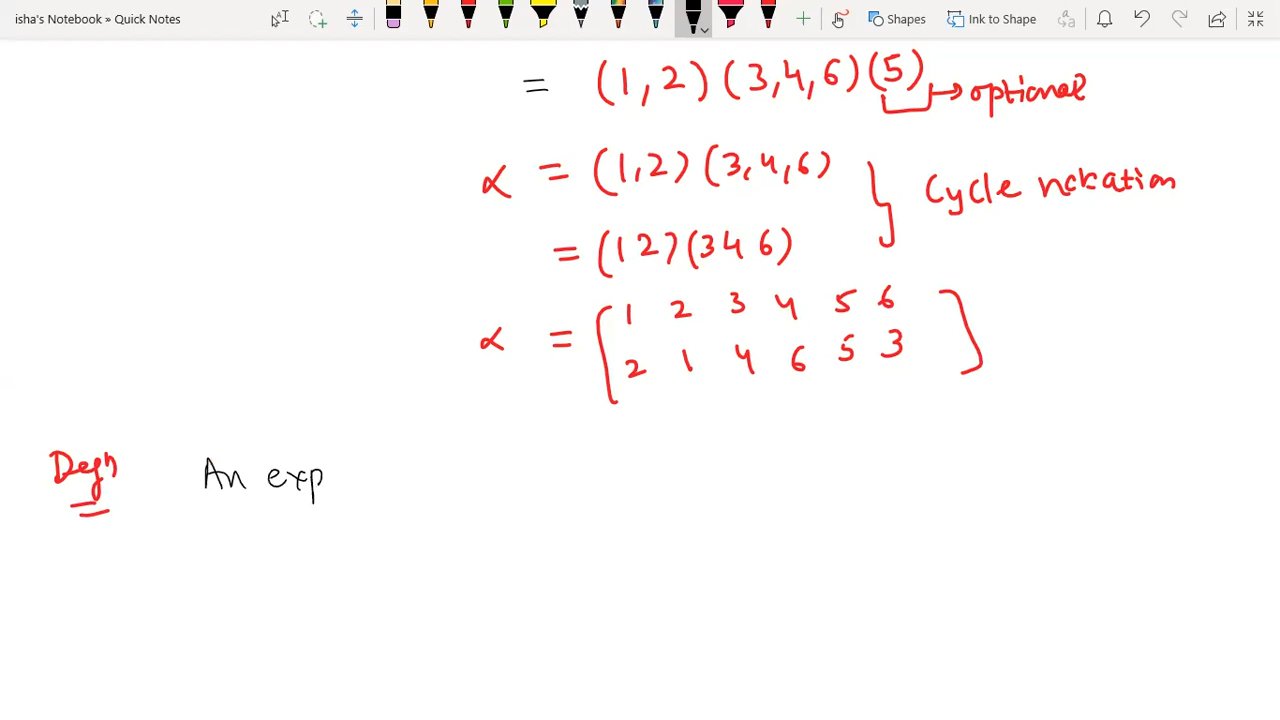 isha's Notebook » Quick Notes
Shapes
Ink to Shape
= (1,2)(3,4,6)(5) → optional
α = (1,2)(3,4,6)
Cycle notation
= (1 2)(3 4 6)
α = [1 2 3 4 5 6
2 1 4 6 5 3]
Defn An exp